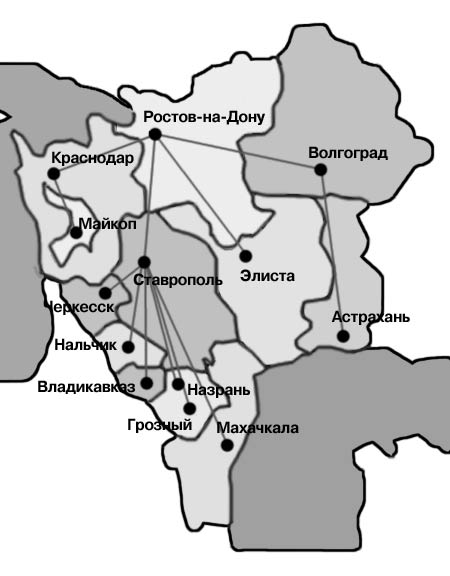 Ростов-на-Дону
Краснодар
Волгоград
Майкоп
Ставрополь
Элиста
Черкесск
Астрахань
Нальчик
Владикавказ
Назрань
Грозный
Махачкала